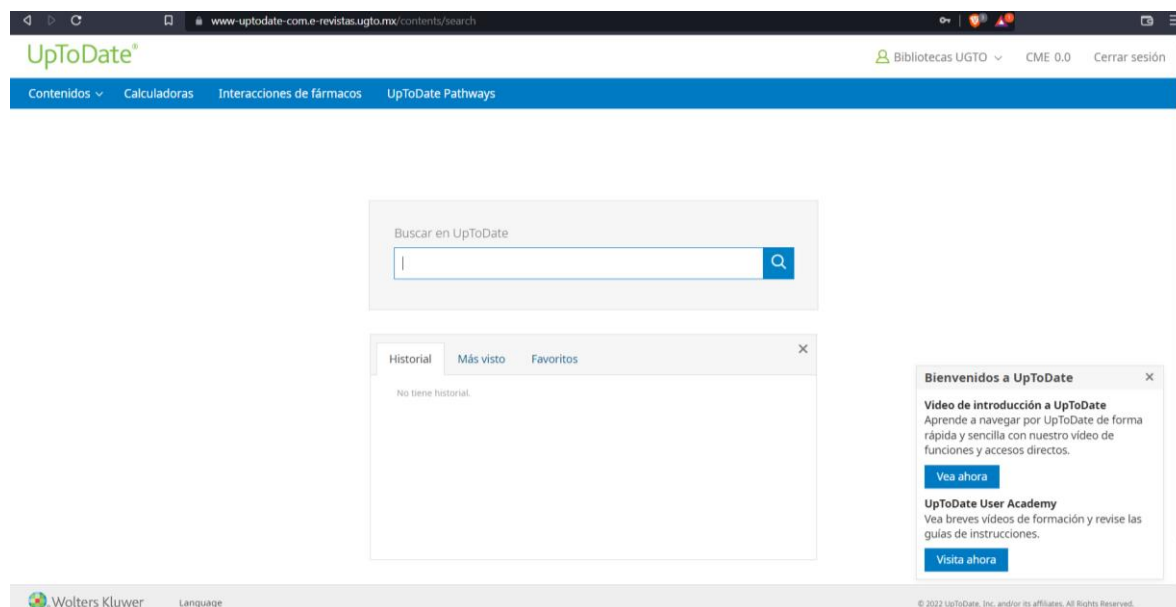 www-uptodate-com.e-revistas.ugto.mx/contents/search
UpToDate®
Bibliotecas UGTO
CME 0.0
Cerrar sesión
Contenidos
Calculadoras
Interacciones de fármacos
UpToDate Pathways
Buscar en UpToDate
Historial
Más visto
Favoritos
No tiene historial.
Bienvenidos a UpToDate
Video de introducción a UpToDate
Aprende a navegar por UpToDate de forma
rápida y sencilla con nuestro vídeo de
funciones y accesos directos.
Vea ahora
UpToDate User Academy
Vea breves vídeos de formación y revise las
guías de instrucciones.
Visita ahora
Wolters Kluwer
Language
© 2022 UpToDate, Inc. and/or its affiliates. All Rights Reserved.